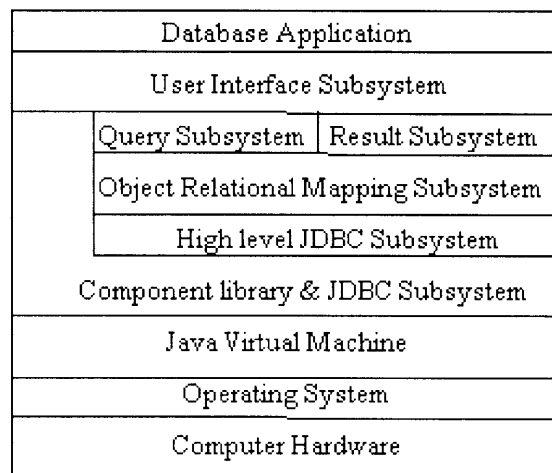 Database Application
User Interface Subsystem
Query Subsystem
Result Subsystem
Object Relational Mapping Subsystem
High level JDBC Subsystem
Component library & JDBC Subsystem
Java Virtual Machine
Operating System
Computer Hardware